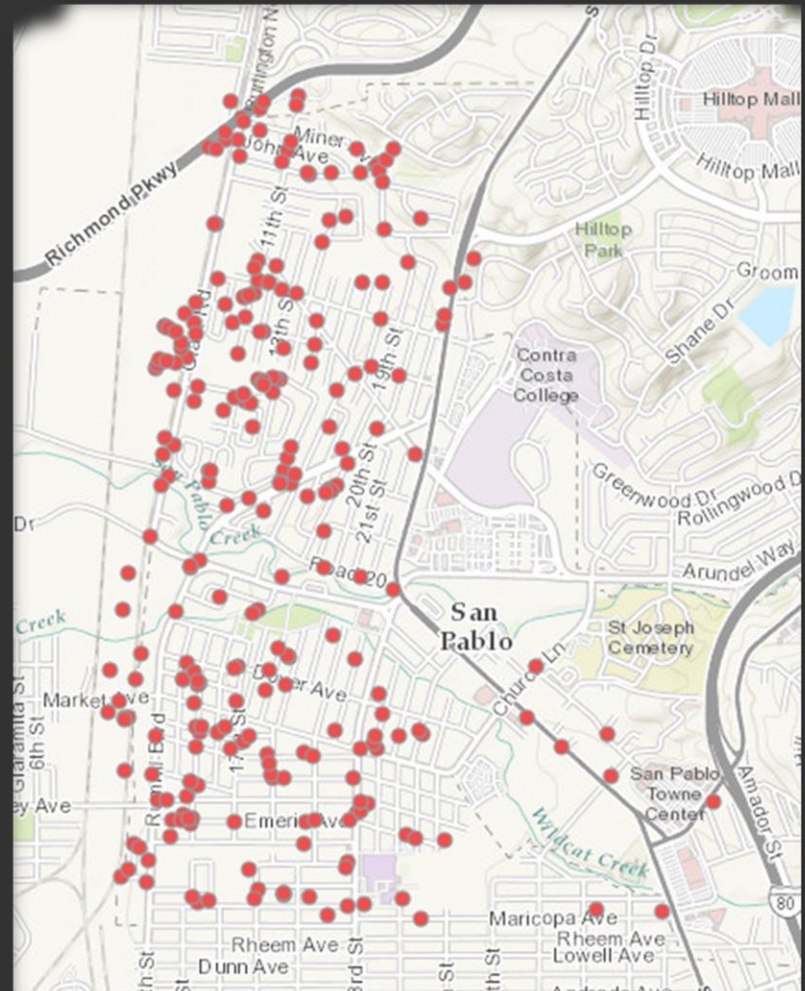 Hilltop Dr
Hilltop Mall
Miner
John Ave
Hilltop Mall
Richmond Pkwy
11th St
Hilltop
Park
Groom
13th St
Shane Dr
19th St
Contra
Costa
College
20th St
21st St
Greenwood Dr
Rollingwood D
San Pablo
Creek
Dr
Road 20
Arundel Way
San
Pablo
Creek
St Joseph
Cemetery
Church Ln
Market Ave
Dover Ave
6th St
17th St
San Pablo
Towne
Center
Amador St
ey Ave
Emeric Ave
Wildcat Creek
80
Maricopa Ave
Rheem Ave
Rheem Ave
Lowell Ave
Dunn Ave